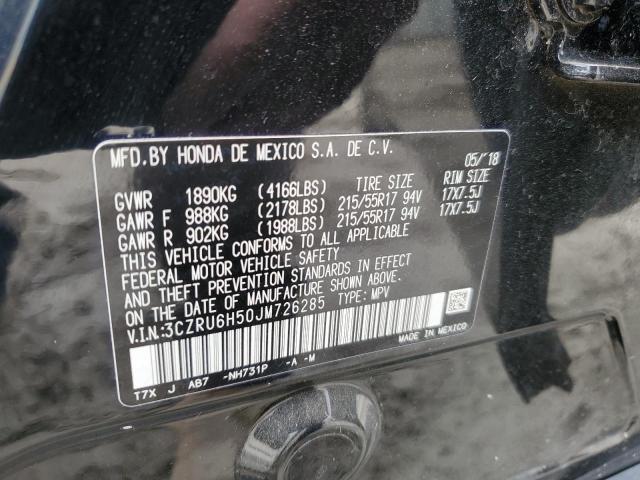 MFD. BY HONDA DE MEXICO S.A. DE C.V. 05/'18
GVWR 1890KG (4166LBS) TIRE SIZE RIM SIZE
GAWR F 988KG (2178LBS) 215/55R17 94V 17X7.5J
GAWR R 902KG (1988LBS) 215/55R17 94V 17X7.5J
THIS VEHICLE CONFORMS TO ALL APPLICABLE
FEDERAL MOTOR VEHICLE SAFETY
AND THEFT PREVENTION STANDARDS IN EFFECT
ON THE DATE OF MANUFACTURE SHOWN ABOVE.
V.I.N:3CZRU6H50JM726285 TYPE: MPV
MADE IN MEXICO
T7X J AB7 -NH731P -A -M